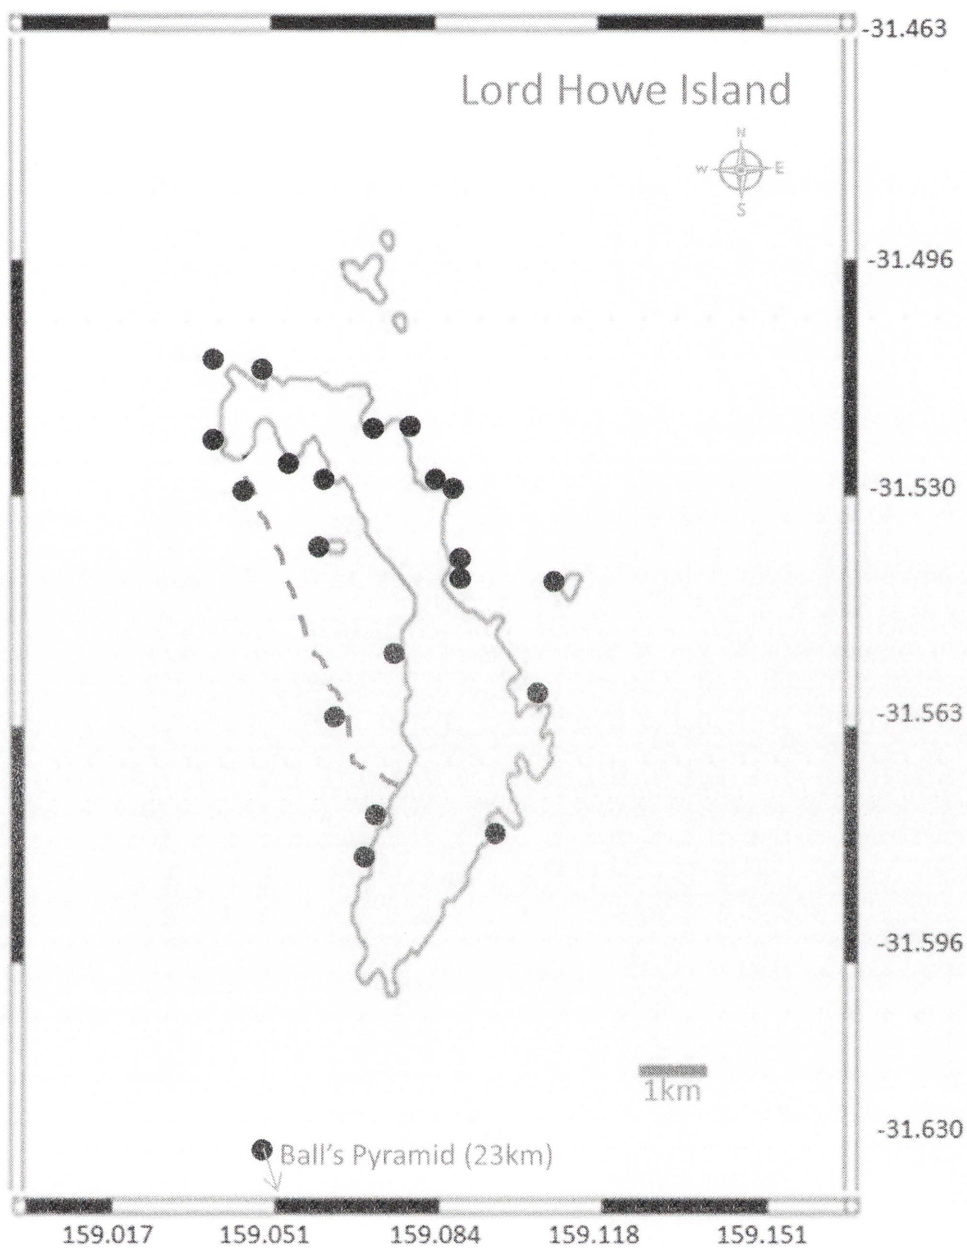 -31.463
Lord Howe Island
N
W E
S
-31.496
-31.530
-31.563
-31.596
1km
-31.630
Ball's Pyramid (23km)
159.017 159.051 159.084 159.118 159.151